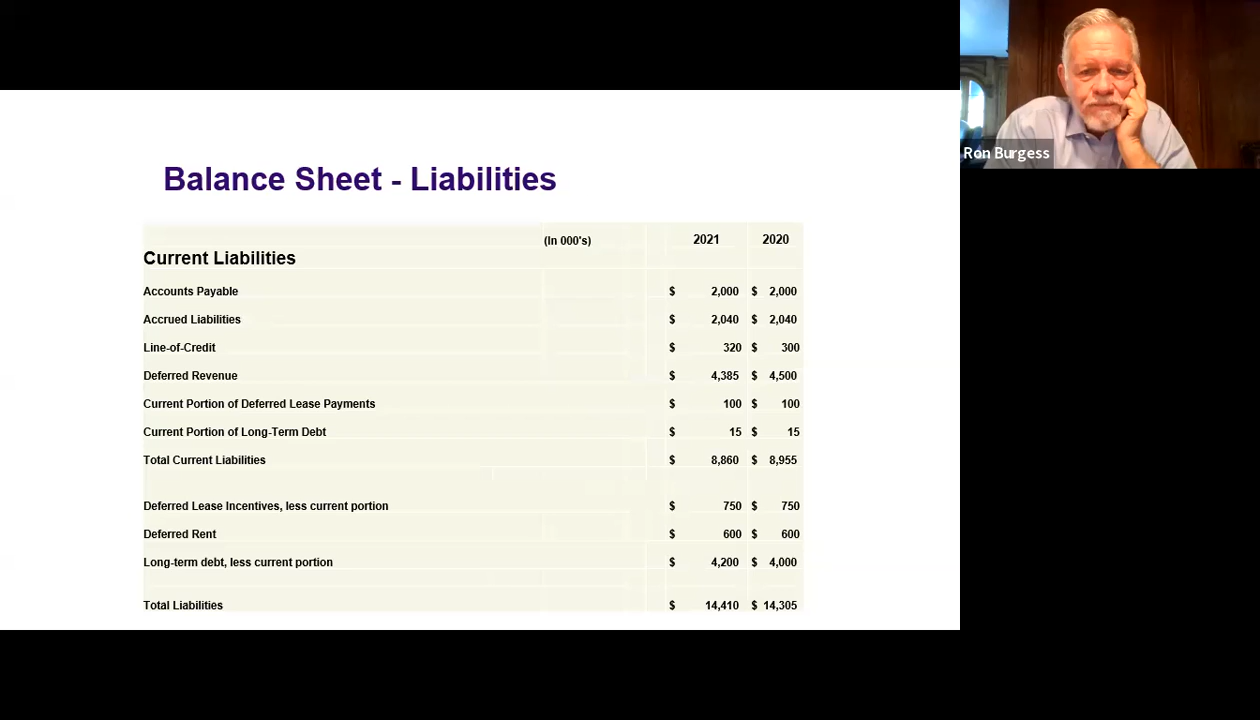 Balance Sheet - Liabilities
(In 000's) 2021 2020
Current Liabilities
Accounts Payable $ 2,000 $ 2,000
Accrued Liabilities $ 2,040 $ 2,040
Line-of-Credit $ 320 $ 300
Deferred Revenue $ 4,385 $ 4,500
Current Portion of Deferred Lease Payments $ 100 $ 100
Current Portion of Long-Term Debt $ 15 $ 15
Total Current Liabilities $ 8,860 $ 8,955
Deferred Lease Incentives, less current portion $ 750 $ 750
Deferred Rent $ 600 $ 600
Long-term debt, less current portion $ 4,200 $ 4,000
Total Liabilities $ 14,410 $ 14,305
Ron Burgess